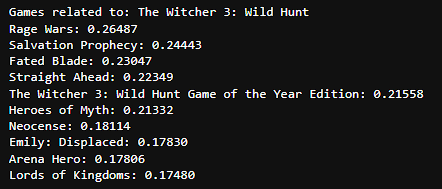 Games related to: The Witcher 3: Wild Hunt
Rage Wars: 0.26487
Salvation Prophecy: 0.24443
Fated Blade: 0.23047
Straight Ahead: 0.22349
The Witcher 3: Wild Hunt Game of the Year Edition: 0.21558
Heroes of Myth: 0.21332
Neocense: 0.18114
Emily: Displaced: 0.17830
Arena Hero: 0.17806
Lords of Kingdoms: 0.17480